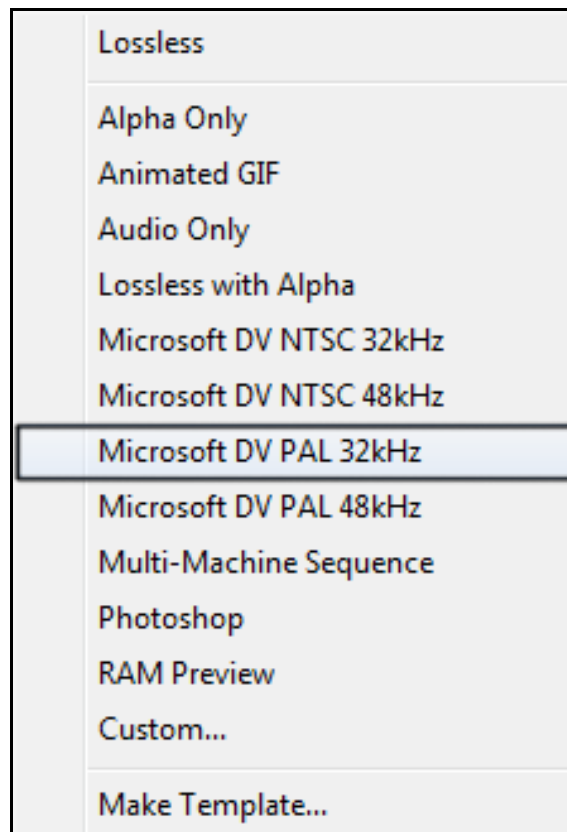 Lossless
Alpha Only
Animated GIF
Audio Only
Lossless with Alpha
Microsoft DV NTSC 32kHz
Microsoft DV NTSC 48kHz
Microsoft DV PAL 32kHz
Microsoft DV PAL 48kHz
Multi-Machine Sequence
Photoshop
RAM Preview
Custom...
Make Template...